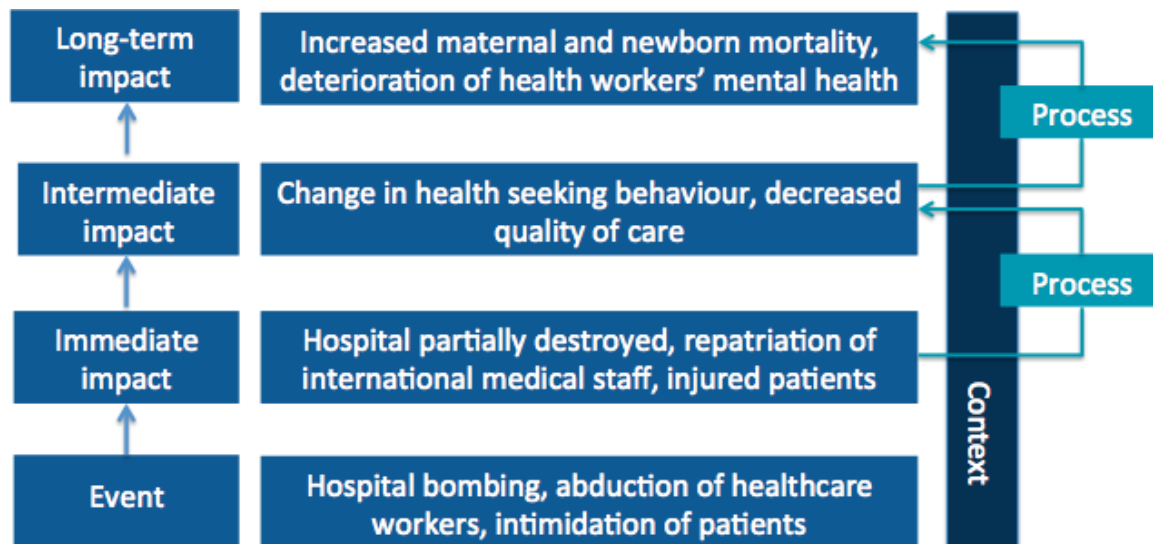 Long-term
impact
Increased maternal and newborn mortality,
deterioration of health workers’ mental health
Process
Intermediate
impact
Change in health seeking behaviour, decreased
quality of care
Process
Immediate
impact
Hospital partially destroyed, repatriation of
international medical staff, injured patients
Context
Event
Hospital bombing, abduction of healthcare
workers, intimidation of patients